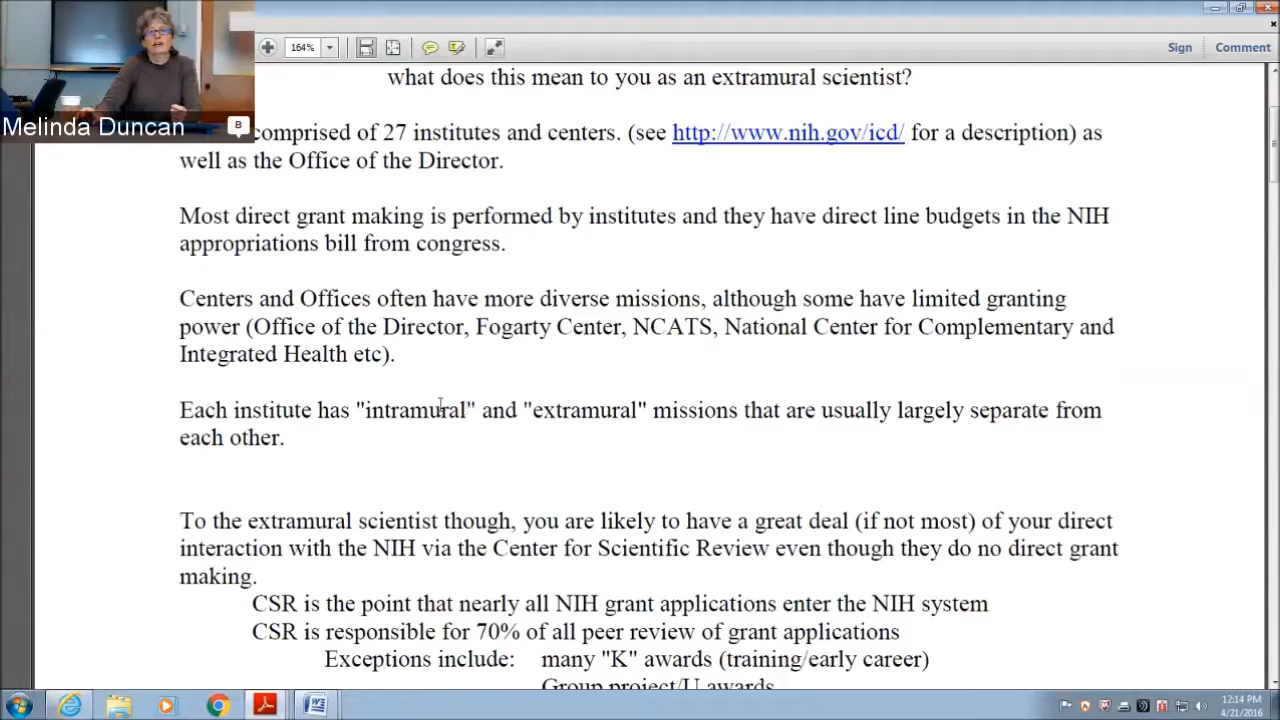 164%
Sign
Comment
Melinda Duncan
B
what does this mean to you as an extramural scientist?
comprised of 27 institutes and centers. (see http://www.nih.gov/icd/ for a description) as
well as the Office of the Director.
Most direct grant making is performed by institutes and they have direct line budgets in the NIH
appropriations bill from congress.
Centers and Offices often have more diverse missions, although some have limited granting
power (Office of the Director, Fogarty Center, NCATS, National Center for Complementary and
Integrated Health etc).
Each institute has "intramural" and "extramural" missions that are usually largely separate from
each other.
To the extramural scientist though, you are likely to have a great deal (if not most) of your direct
interaction with the NIH via the Center for Scientific Review even though they do no direct grant
making.
CSR is the point that nearly all NIH grant applications enter the NIH system
CSR is responsible for 70% of all peer review of grant applications
Exceptions include: many "K" awards (training/early career)
Group project/U awards
12:14 PM
4/21/2016